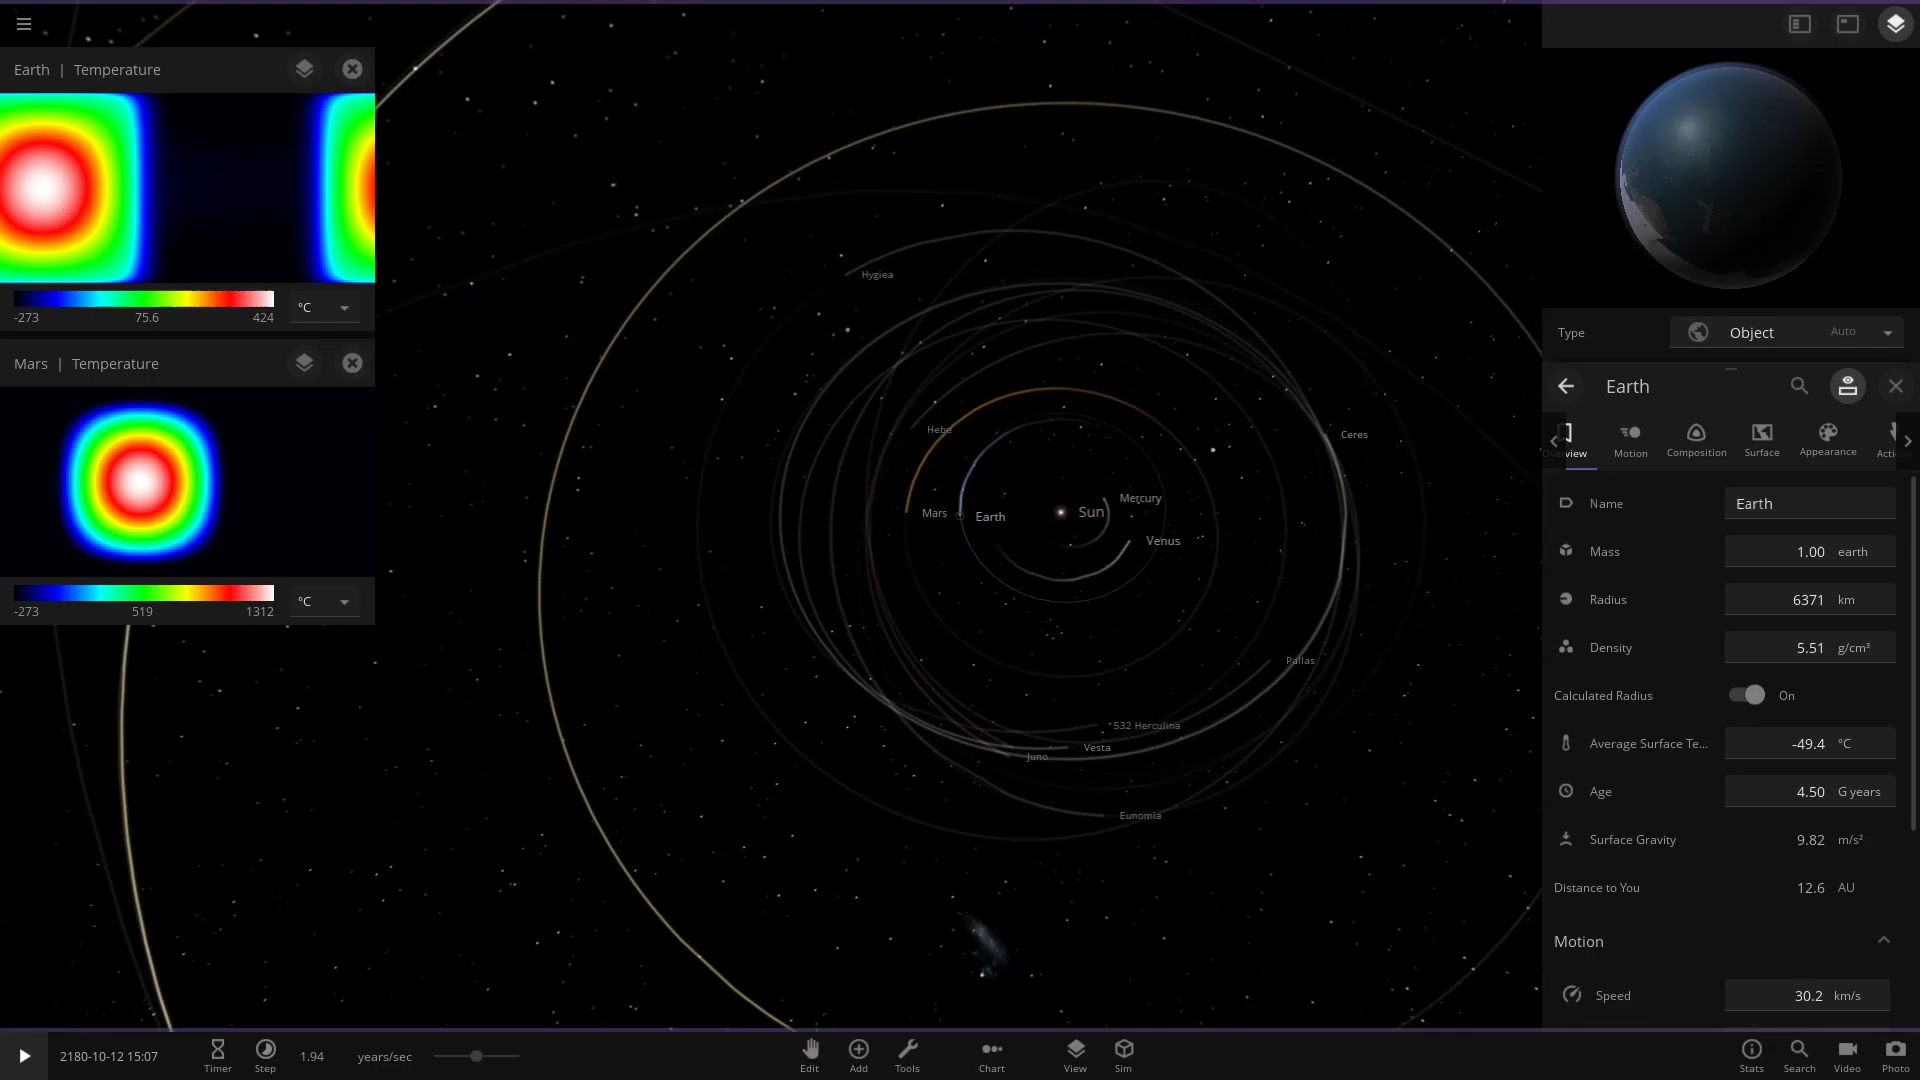 Earth | Temperature
-273 75.6 424
°C
Mars | Temperature
-273 519 1312
°C
Hygiea
Hebe
Ceres
Mars
Earth
Sun
Mercury
Venus
Pallas
532 Herculina
Vesta
Juno
Eunomia
Type Object Auto
Earth
Motion Composition Surface Appearance
Name Earth
Mass 1.00 earth
Radius 6371 km
Density 5.51 g/cm³
Calculated Radius On
Average Surface Te... -49.4 °C
Age 4.50 G years
Surface Gravity 9.82 m/s²
Distance to You 12.6 AU
Motion
Speed 30.2 km/s
2180-10-12 15:07 Timer Step 1.94 years/sec Edit Add Tools Chart View Sim Stats Search Video Photo